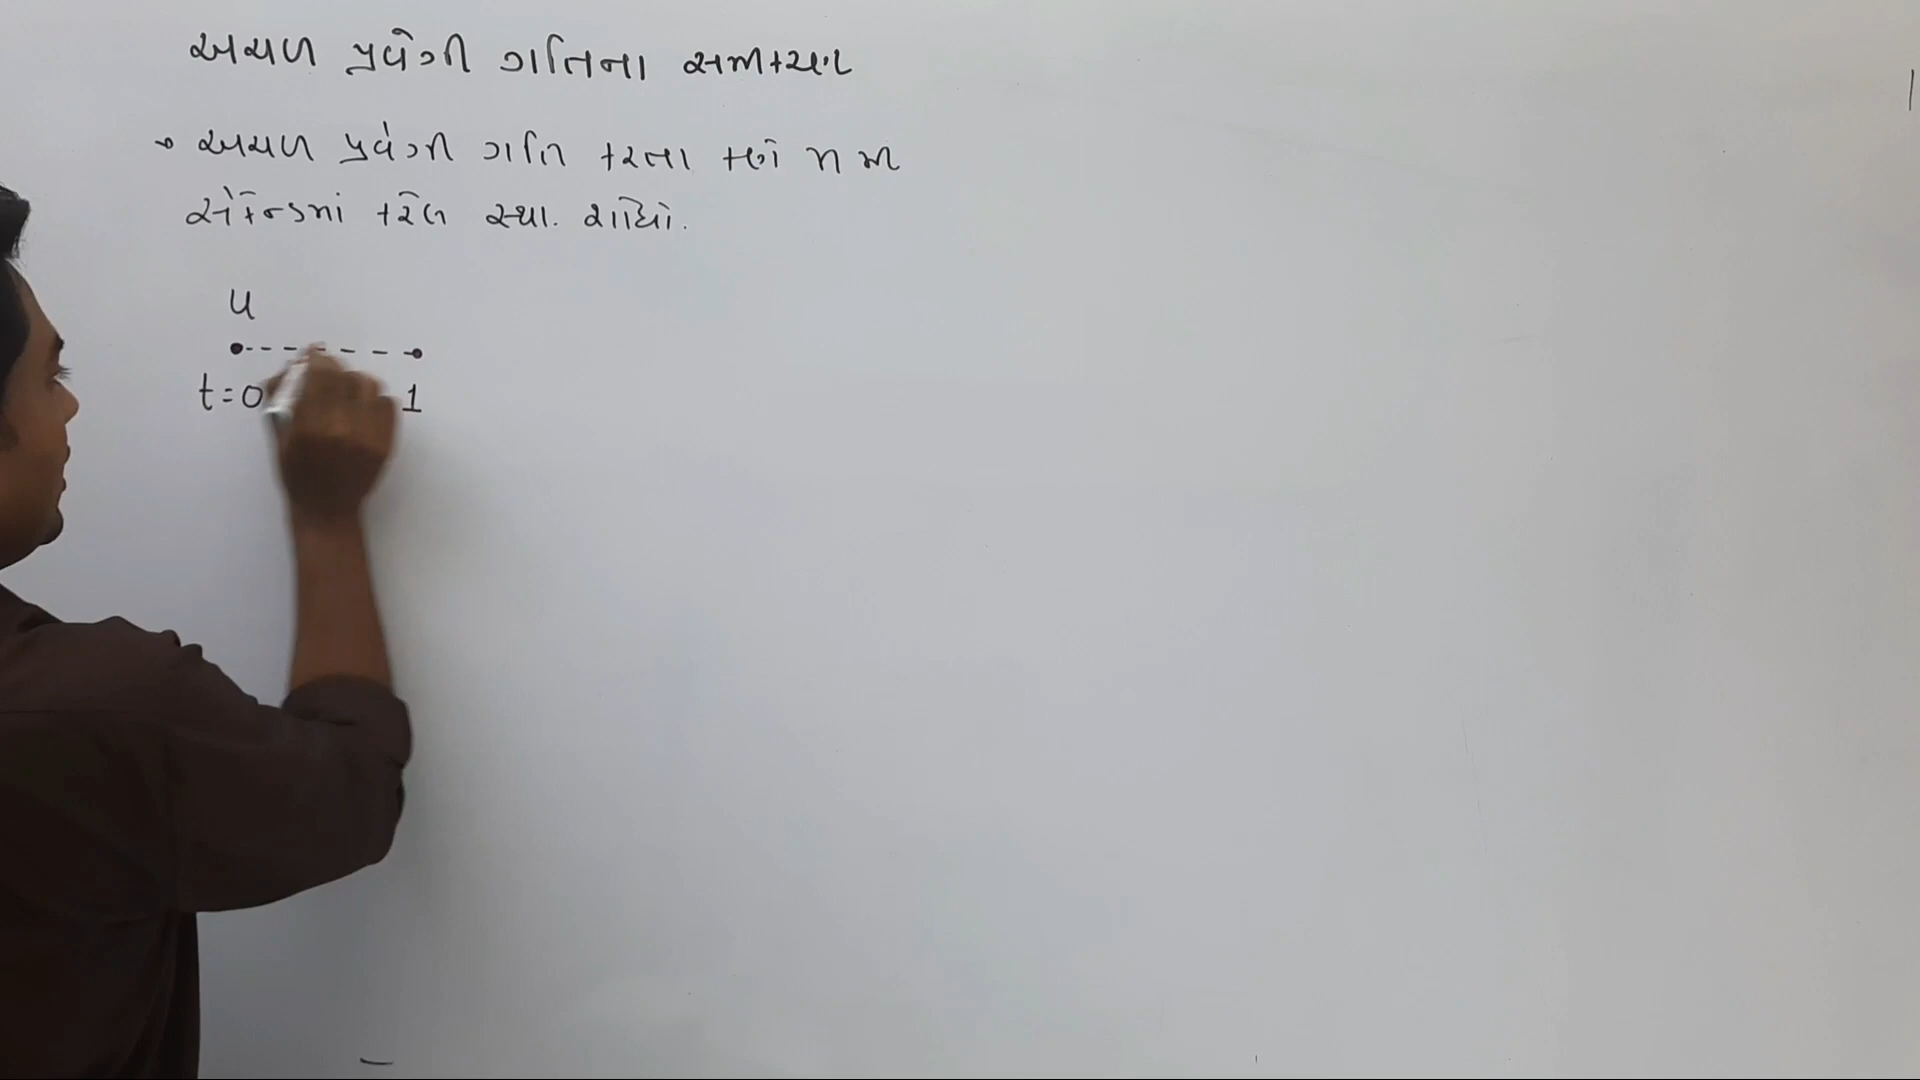 અચળ પ્રવેગી ગતિના સમીકરણ
→ અચળ પ્રવેગી ગતિ કરતા કણે n મી
સેકન્ડમાં કરેલ સ્થા. શોધો.
u
t=0 1